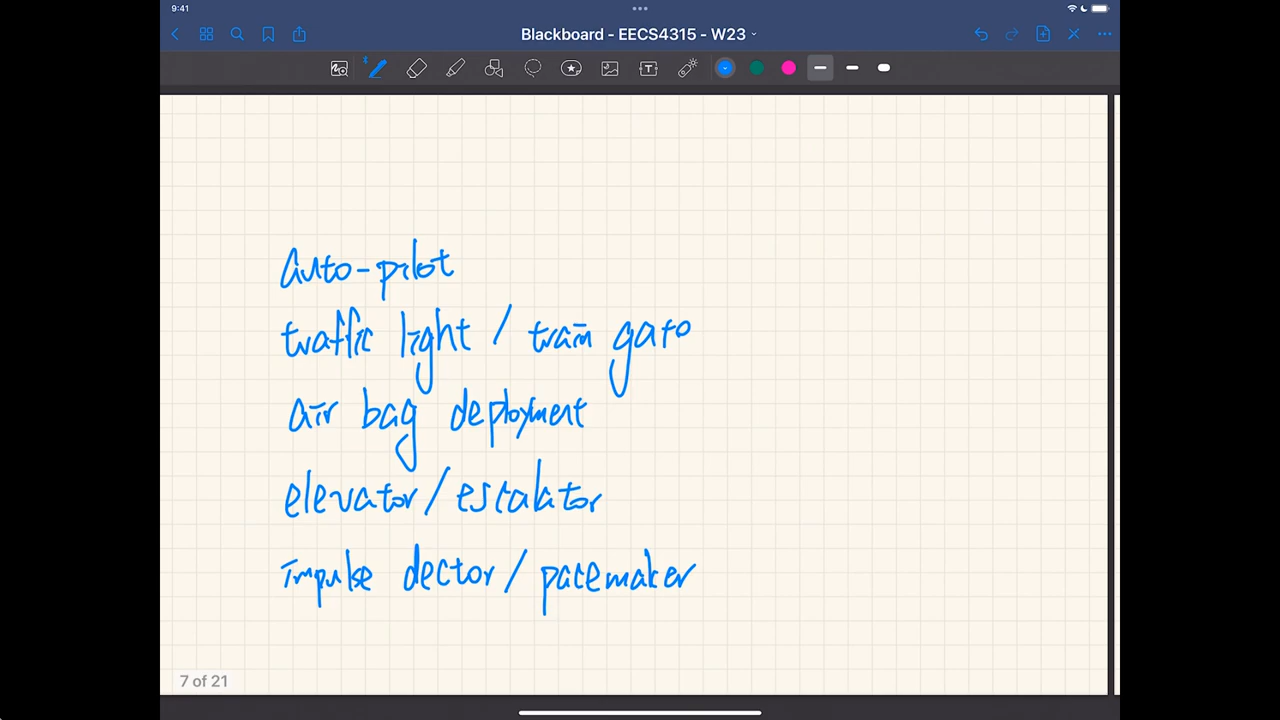 9:41
Blackboard - EECS4315 - W23
auto-pilot
traffic light / train gate
air bag deployment
elevator/escalator
impulse dector / pacemaker
7 of 21